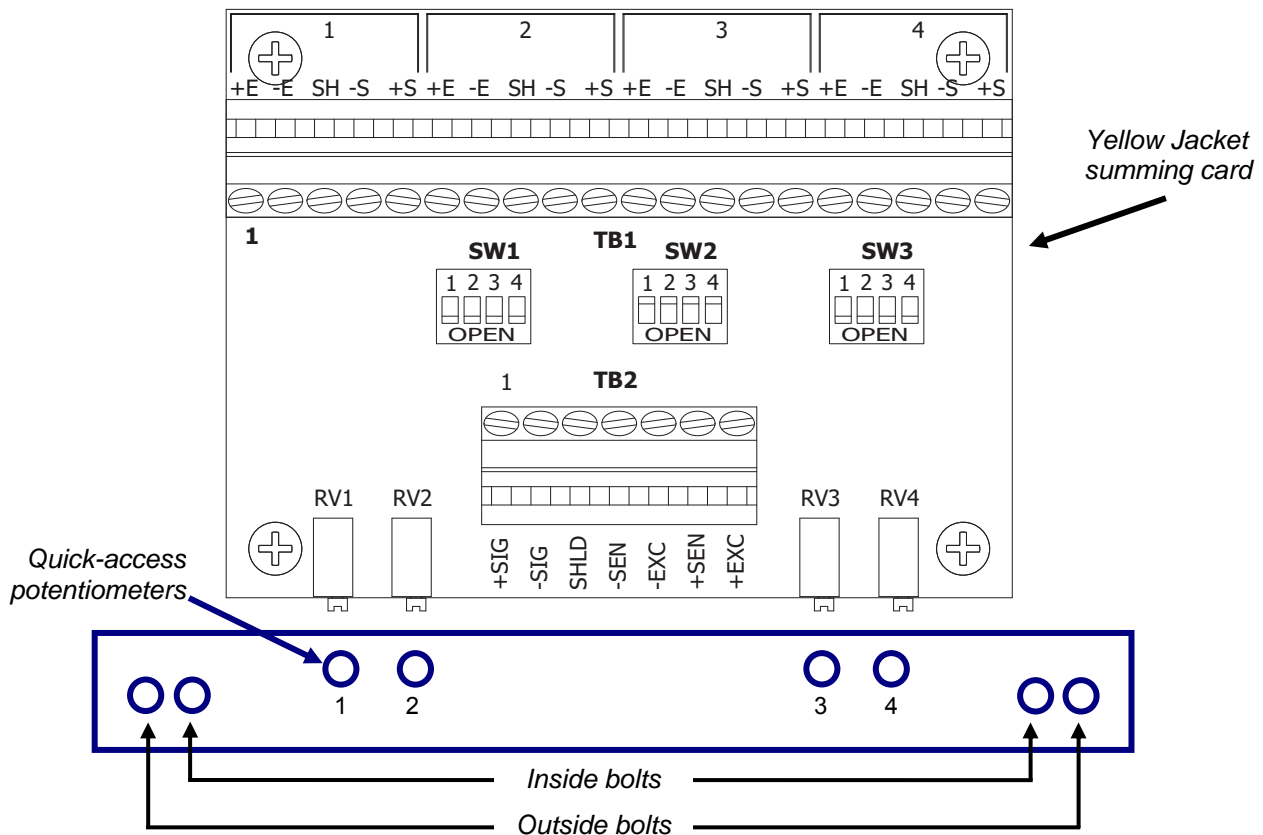 1 2 3 4
+E -E SH -S +S +E -E SH -S +S +E -E SH -S +S +E -E SH -S +S
Yellow Jacket
summing card
1
TB1
SW1
SW2
SW3
1 2 3 4
OPEN
1 2 3 4
OPEN
1 2 3 4
OPEN
1
TB2
RV1
RV2
RV3
RV4
+SIG
-SIG
SHLD
-SEN
-EXC
+SEN
+EXC
Quick-access
potentiometers
1
2
3
4
Inside bolts
Outside bolts